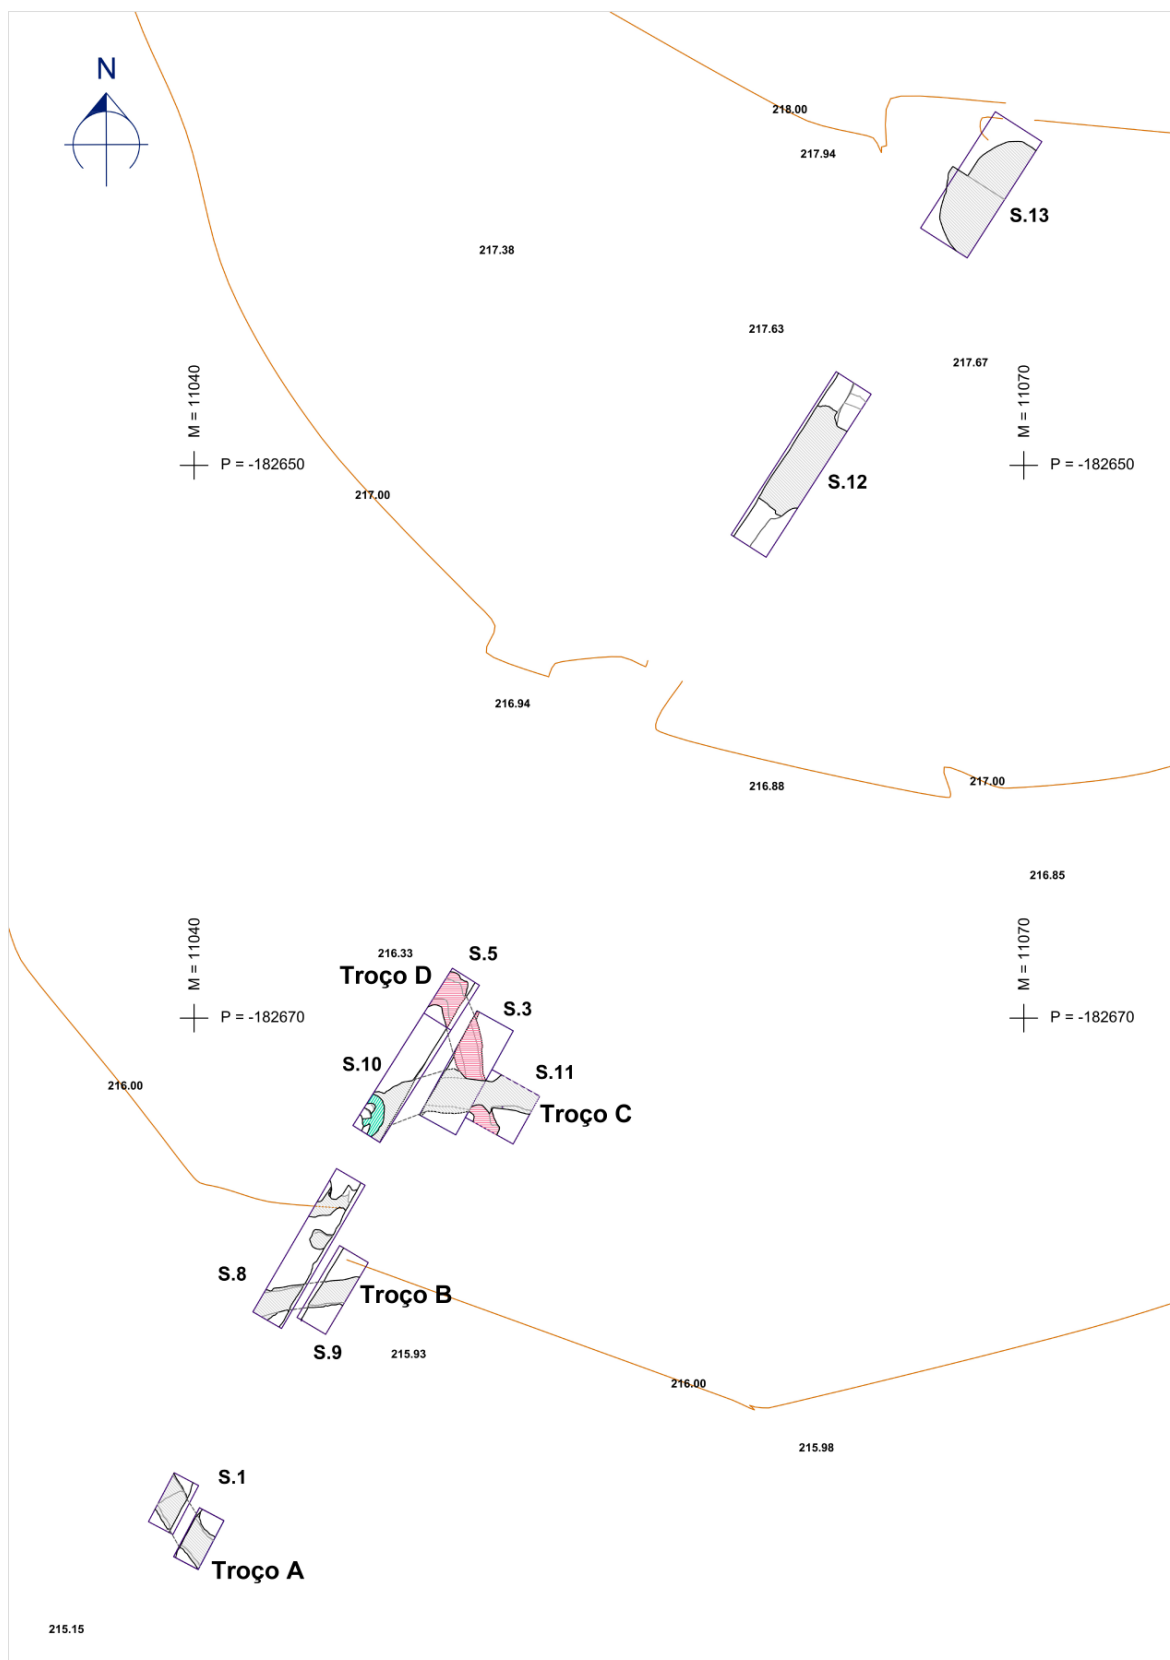 N
218.00
217.94
S.13
217.38
217.63
217.67
M = 11040
P = -182650
M = 11070
P = -182650
S.12
217.00
216.94
217.00
216.88
216.85
M = 11040
P = -182670
M = 11070
P = -182670
216.33
S.5
Troço D
S.3
S.10
S.11
Troço C
216.00
S.8
Troço B
S.9
215.93
216.00
215.98
S.1
Troço A
215.15